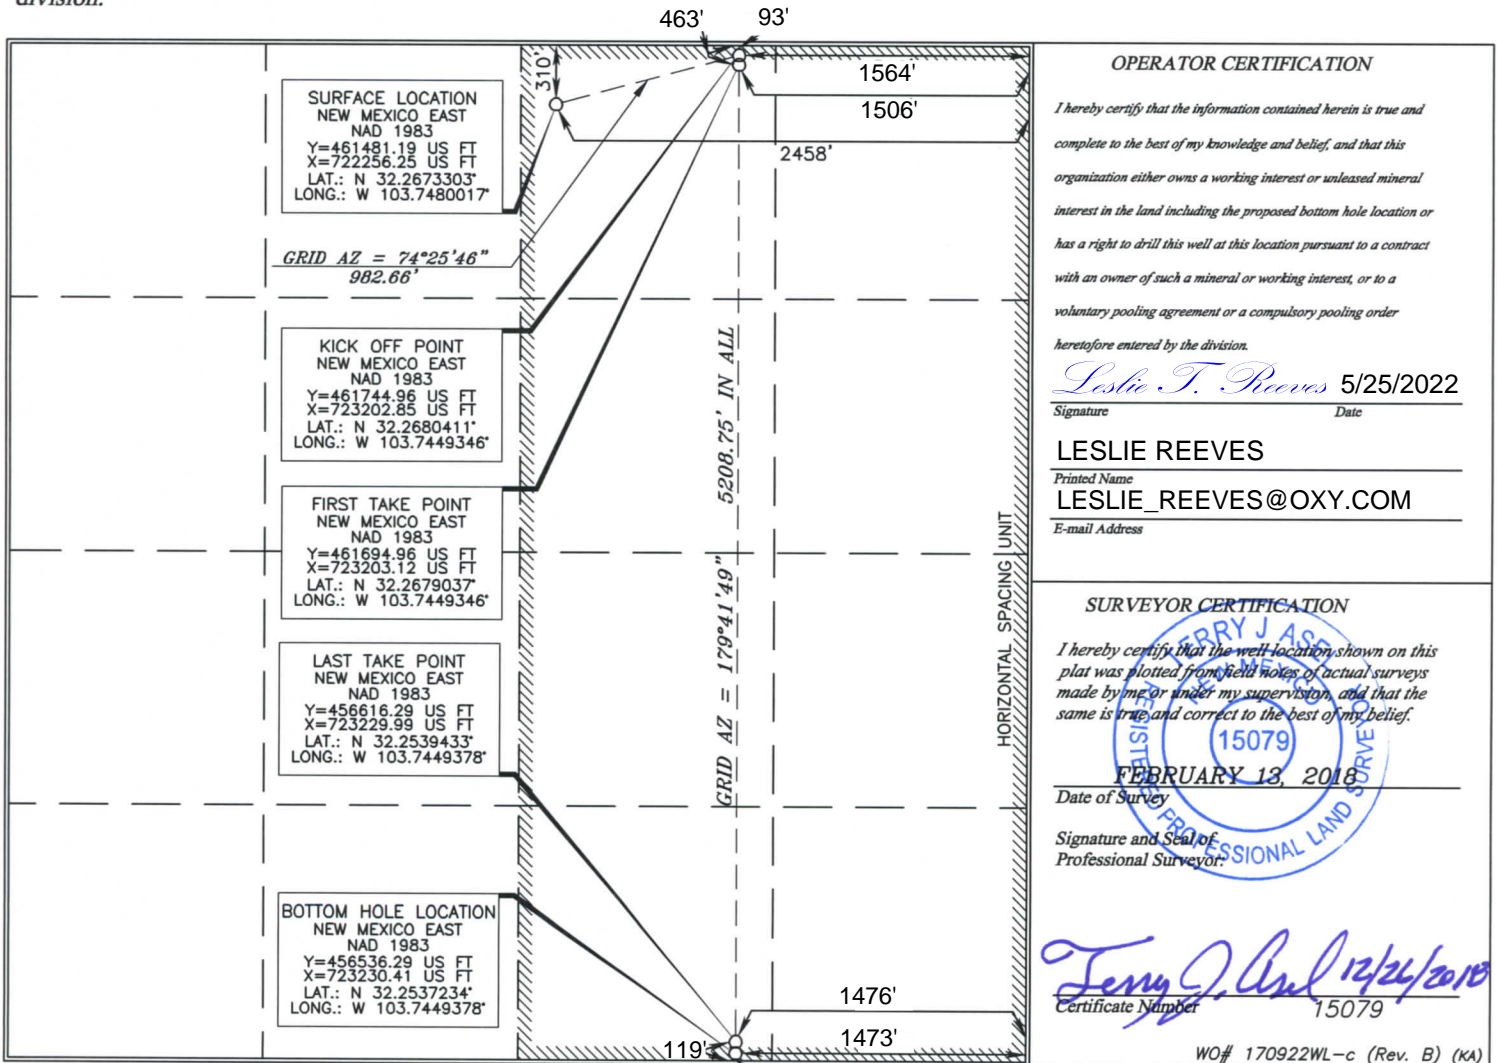 division.
463'
93'
310'
1564'
1506'
2458'
SURFACE LOCATION
NEW MEXICO EAST
NAD 1983
Y=461481.19 US FT
X=722256.25 US FT
LAT.: N 32.2673303°
LONG.: W 103.7480017°
GRID AZ = 74°25'46"
982.66'
KICK OFF POINT
NEW MEXICO EAST
NAD 1983
Y=461744.96 US FT
X=723202.85 US FT
LAT.: N 32.2680411°
LONG.: W 103.7449346°
FIRST TAKE POINT
NEW MEXICO EAST
NAD 1983
Y=461694.96 US FT
X=723203.12 US FT
LAT.: N 32.2679037°
LONG.: W 103.7449346°
LAST TAKE POINT
NEW MEXICO EAST
NAD 1983
Y=456616.29 US FT
X=723229.99 US FT
LAT.: N 32.2539433°
LONG.: W 103.7449378°
BOTTOM HOLE LOCATION
NEW MEXICO EAST
NAD 1983
Y=456536.29 US FT
X=723230.41 US FT
LAT.: N 32.2537234°
LONG.: W 103.7449378°
GRID AZ = 179°41'49" 5208.75' IN ALL
HORIZONTAL SPACING UNIT
1476'
1473'
119'
OPERATOR CERTIFICATION
I hereby certify that the information contained herein is true and
complete to the best of my knowledge and belief, and that this
organization either owns a working interest or unleased mineral
interest in the land including the proposed bottom hole location or
has a right to drill this well at this location pursuant to a contract
with an owner of such a mineral or working interest, or to a
voluntary pooling agreement or a compulsory pooling order
heretofore entered by the division.
Leslie T. Reeves 5/25/2022
Signature Date
LESLIE REEVES
Printed Name
LESLIE_REEVES@OXY.COM
E-mail Address
SURVEYOR CERTIFICATION
I hereby certify that the well location shown on this
plat was plotted from field notes of actual surveys
made by me or under my supervision, and that the
same is true and correct to the best of my belief.
TERRY J ASEL
NEW MEXICO
15079
REGISTERED PROFESSIONAL LAND SURVEYOR
FEBRUARY 13, 2018
Date of Survey
Signature and Seal of
Professional Surveyor:
Terry J. Asel 12/26/2018
Certificate Number 15079
WO# 170922WL-c (Rev. B) (KA)